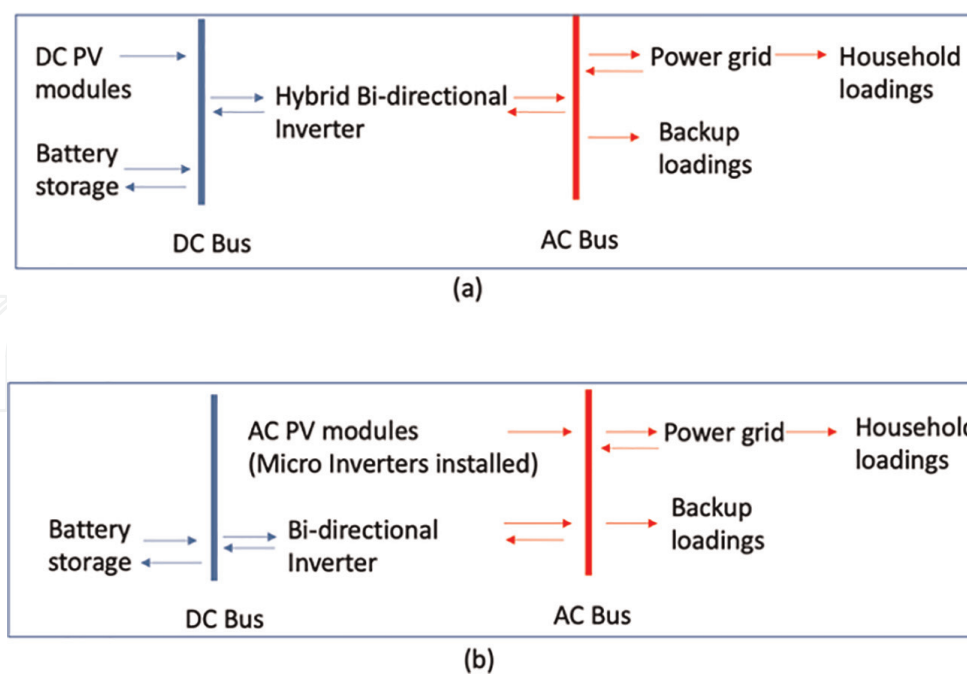 DC PV
modules
Power grid
Household
loadings
Hybrid Bi-directional
Inverter
Backup
loadings
Battery
storage
DC Bus
AC Bus
(a)
AC PV modules
(Micro Inverters installed)
Power grid
Household
loadings
Battery
storage
Bi-directional
Inverter
Backup
loadings
DC Bus
AC Bus
(b)